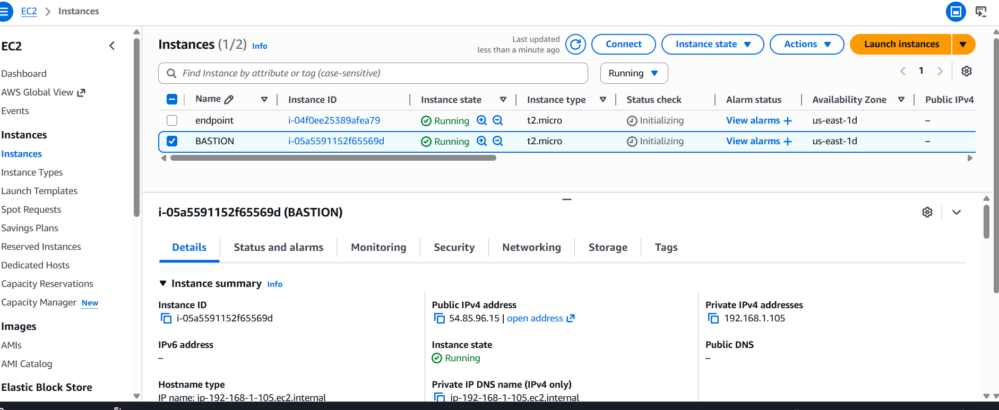 EC2 > Instances
EC2
Dashboard
AWS Global View
Events
Instances
Instances
Instance Types
Launch Templates
Spot Requests
Savings Plans
Reserved Instances
Dedicated Hosts
Capacity Reservations
Capacity Manager New
Images
AMIs
AMI Catalog
Elastic Block Store
Instances (1/2) Info
Last updated
less than a minute ago
Connect
Instance state
Actions
Launch instances
Find Instance by attribute or tag (case-sensitive)
Running
1
Name Instance ID Instance state Instance type Status check Alarm status Availability Zone Public IPv4
endpoint i-04f0ee25389afea79 Running t2.micro Initializing View alarms + us-east-1d –
BASTION i-05a5591152f65569d Running t2.micro Initializing View alarms + us-east-1d –
i-05a5591152f65569d (BASTION)
Details Status and alarms Monitoring Security Networking Storage Tags
Instance summary Info
Instance ID
i-05a5591152f65569d
Public IPv4 address
54.85.96.15 | open address
Private IPv4 addresses
192.168.1.105
IPv6 address
–
Instance state
Running
Public DNS
–
Hostname type
IP name: ip-192-168-1-105.ec2.internal
Private IP DNS name (IPv4 only)
ip-192-168-1-105.ec2.internal